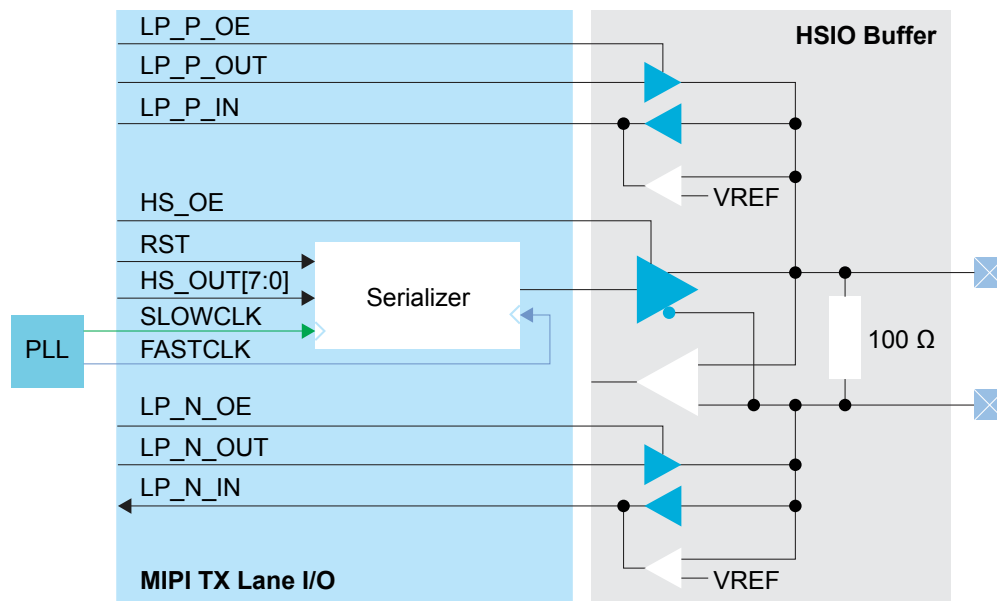 LP_P_OE
HSIO Buffer
LP_P_OUT
LP_P_IN
VREF
HS_OE
RST
HS_OUT[7:0]
Serializer
SLOWCLK
PLL
FASTCLK
100 Ω
LP_N_OE
LP_N_OUT
LP_N_IN
MIPI TX Lane I/O
VREF